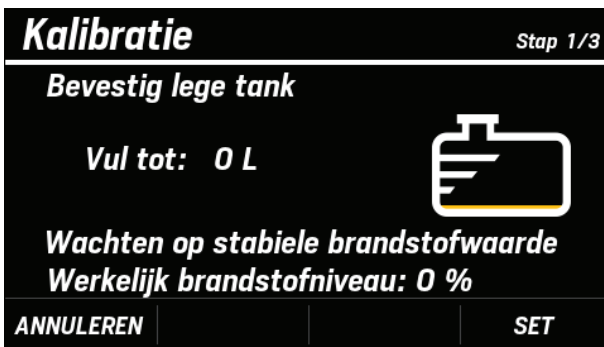 Kalibratie
Stap 1/3
Bevestig lege tank
Vul tot: 0 L
Wachten op stabiele brandstofwaarde
Werkelijk brandstofniveau: 0 %
ANNULEREN
SET